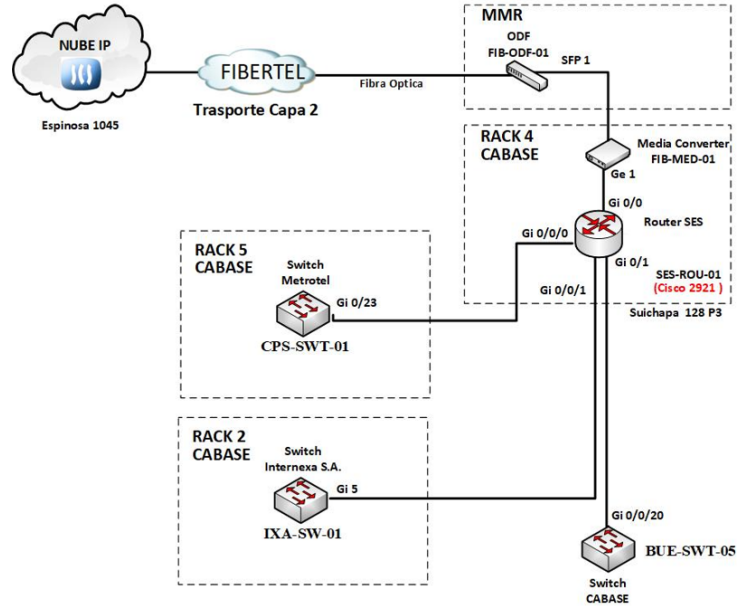 NUBE IP
Espinosa 1045
FIBERTEL
Trasporte Capa 2
Fibra Optica
MMR
ODF
FIB-ODF-01
SFP 1
RACK 4
CABASE
Media Converter
FIB-MED-01
Ge 1
Gi 0/0
Router SES
Gi 0/0/0
Gi 0/1
SES-ROU-01
(Cisco 2921 )
Gi 0/0/1
Suichapa 128 P3
RACK 5
CABASE
Switch
Metrotel
Gi 0/23
CPS-SWT-01
RACK 2
CABASE
Switch
Internexa S.A.
Gi 5
IXA-SW-01
Gi 0/0/20
BUE-SWT-05
Switch
CABASE